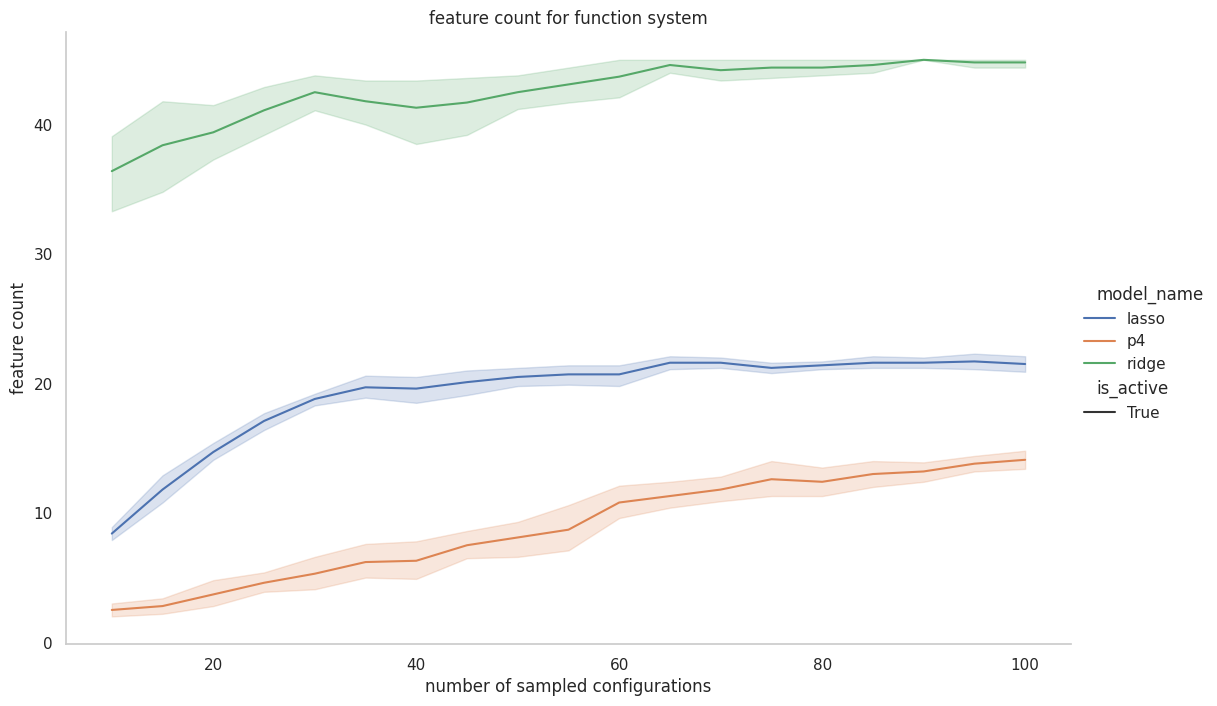 feature count for function system
feature count
40
30
20
10
0
20
40
60
80
100
number of sampled configurations
model_name
lasso
p4
ridge
is_active
True